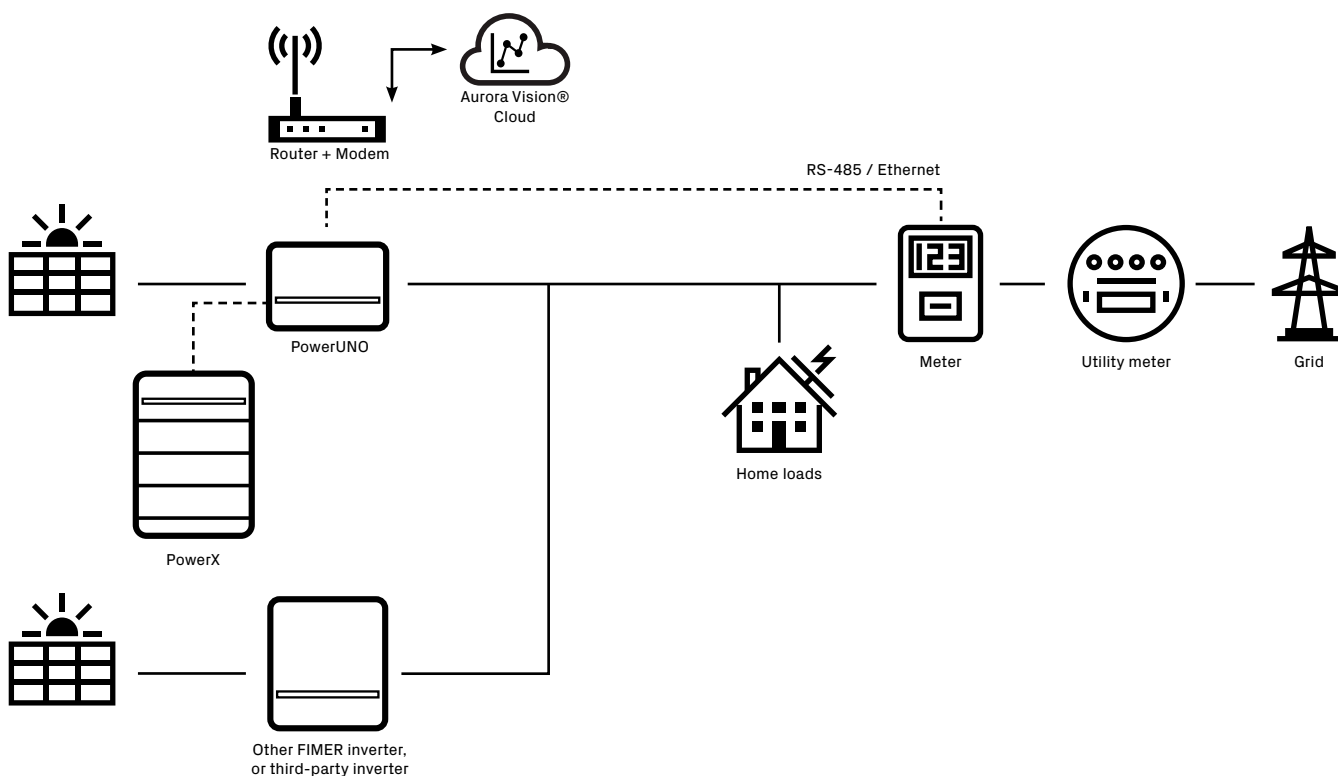 Aurora Vision®
Cloud
Router + Modem
RS-485 / Ethernet
123
PowerUNO
Meter
Utility meter
Grid
Home loads
PowerX
Other FIMER inverter,
or third-party inverter